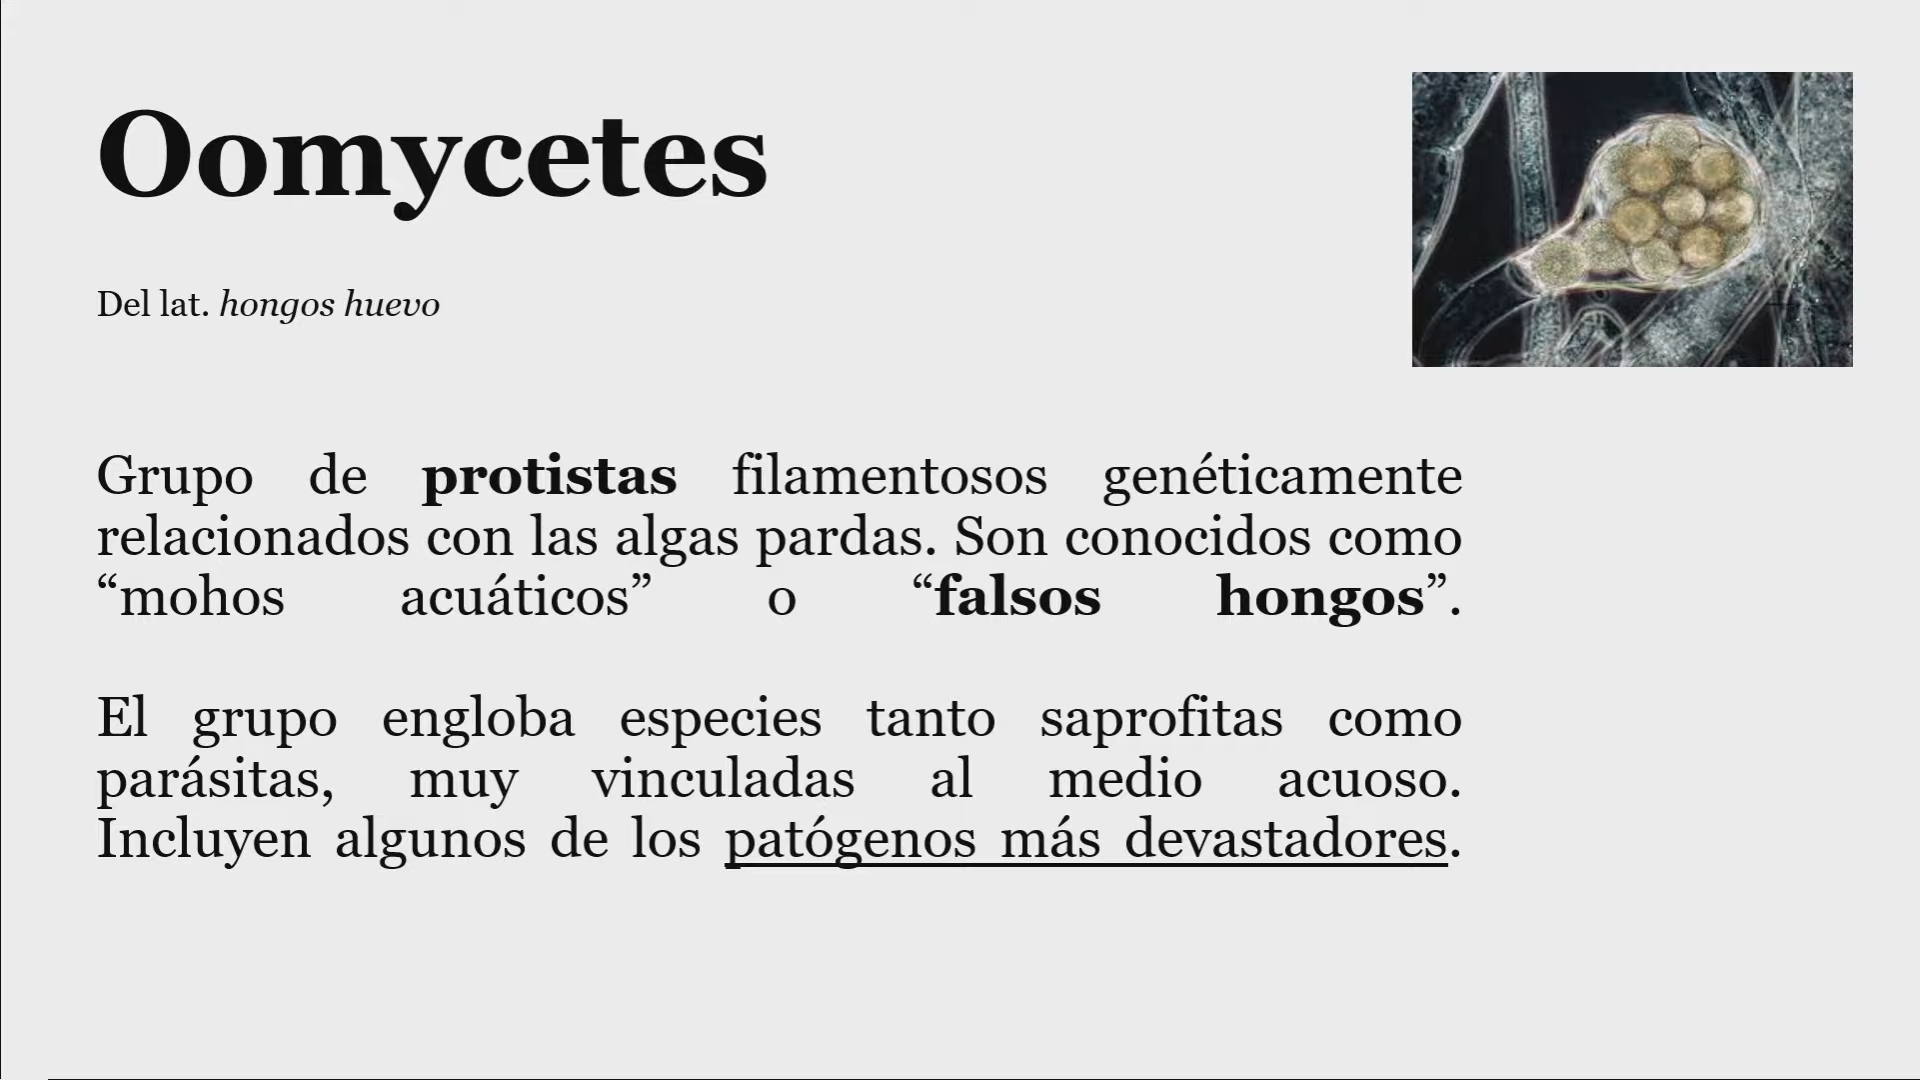 Oomycetes
Del lat. hongos huevo
Grupo de protistas filamentosos genéticamente
relacionados con las algas pardas. Son conocidos como
“mohos acuáticos” o “falsos hongos”.
El grupo engloba especies tanto saprofitas como
parásitas, muy vinculadas al medio acuoso.
Incluyen algunos de los patógenos más devastadores.